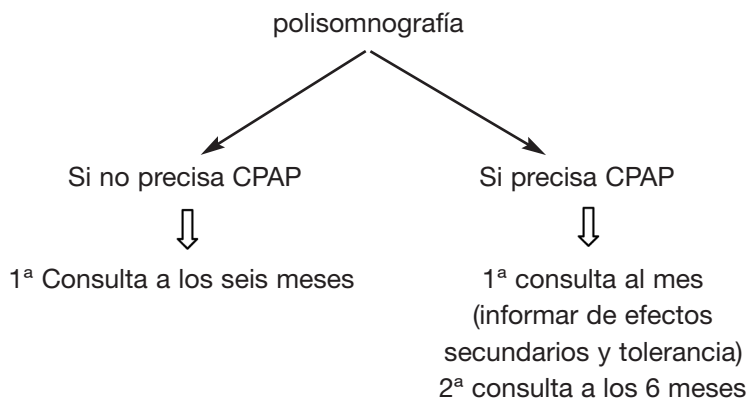 polisomnografía
Si no precisa CPAP
Si precisa CPAP
1ª Consulta a los seis meses
1ª consulta al mes
(informar de efectos
secundarios y tolerancia)
2ª consulta a los 6 meses